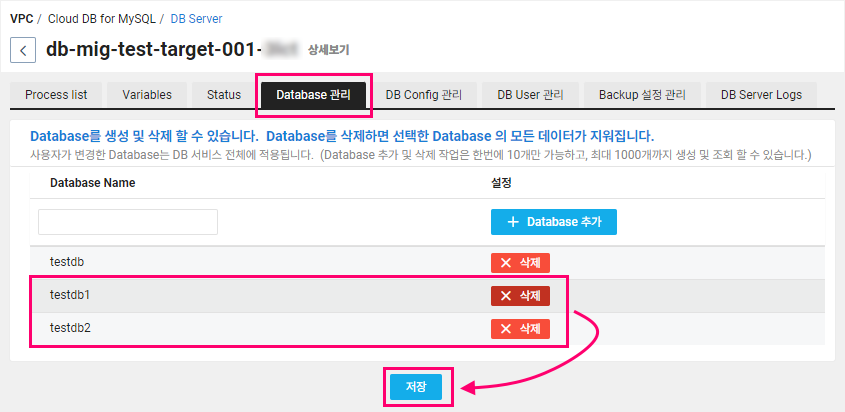 VPC / Cloud DB for MySQL / DB Server
db-mig-test-target-001- 상세보기
Process list Variables Status Database 관리 DB Config 관리 DB User 관리 Backup 설정 관리 DB Server Logs
Database를 생성 및 삭제 할 수 있습니다. Database를 삭제하면 선택한 Database 의 모든 데이터가 지워집니다.
사용자가 변경한 Database는 DB 서비스 전체에 적용됩니다. (Database 추가 및 삭제 작업은 한번에 10개만 가능하고, 최대 1000개까지 생성 및 조회 할 수 있습니다.)
Database Name 설정
+ Database 추가
testdb × 삭제
testdb1 × 삭제
testdb2 × 삭제
저장